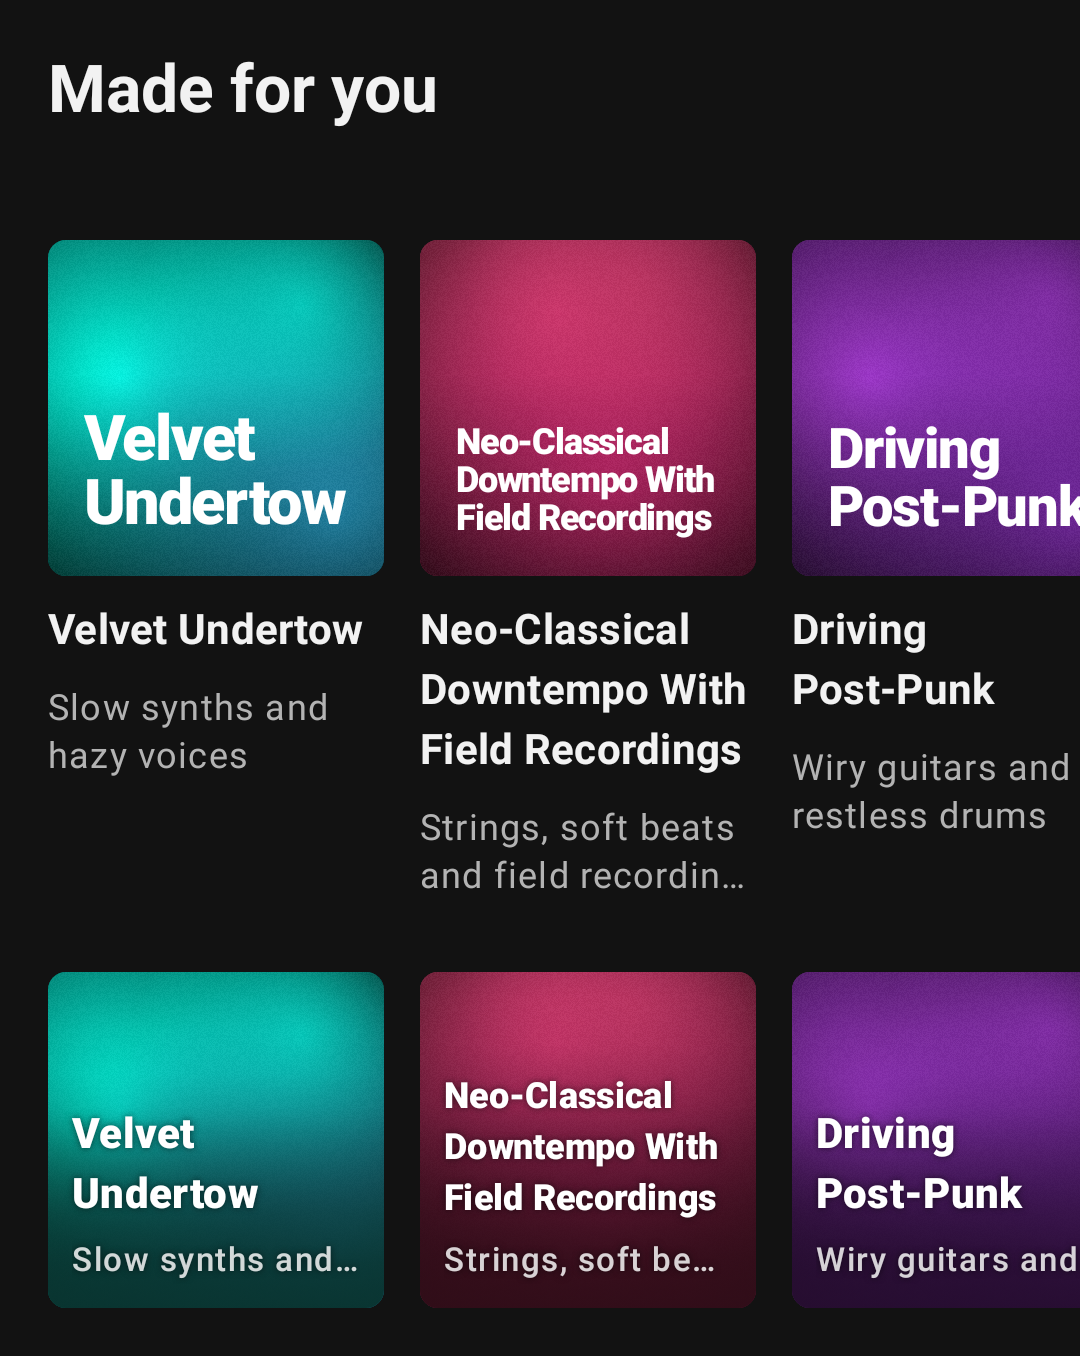 Made for you
Velvet
Undertow
Neo-Classical
Downtempo With
Field Recordings
Driving
Post-Punk
Velvet Undertow
Slow synths and
hazy voices
Neo-Classical
Downtempo With
Field Recordings
Strings, soft beats
and field recordin…
Driving
Post-Punk
Wiry guitars and
restless drums
Velvet
Undertow
Slow synths and…
Neo-Classical
Downtempo With
Field Recordings
Strings, soft be…
Driving
Post-Punk
Wiry guitars and